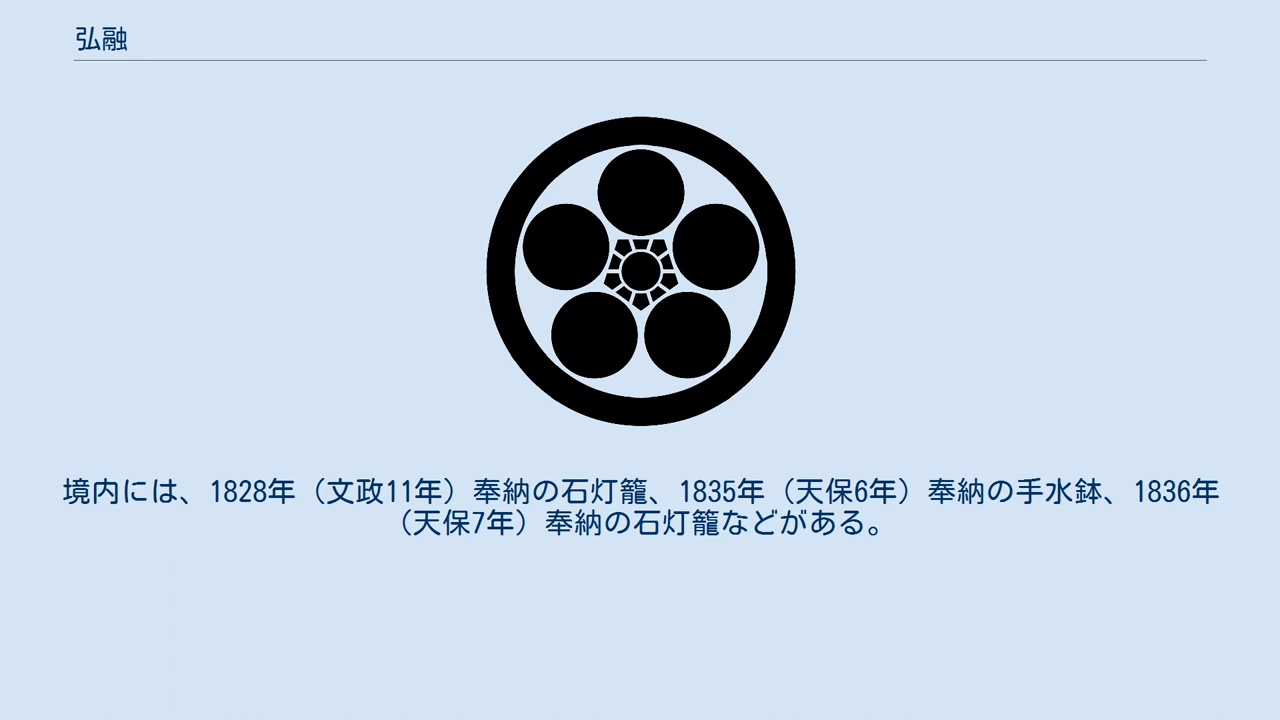 弘融
境内には、1828年（文政11年）奉納の石灯籠、1835年（天保6年）奉納の手水鉢、1836年
（天保7年）奉納の石灯籠などがある。